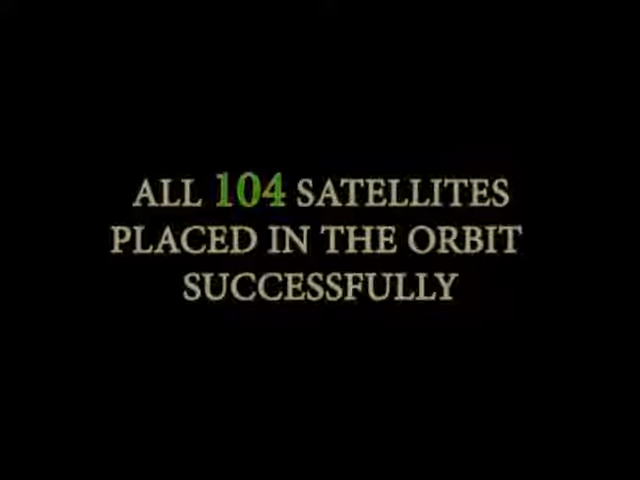 ALL 104 SATELLITES
PLACED IN THE ORBIT
SUCCESSFULLY